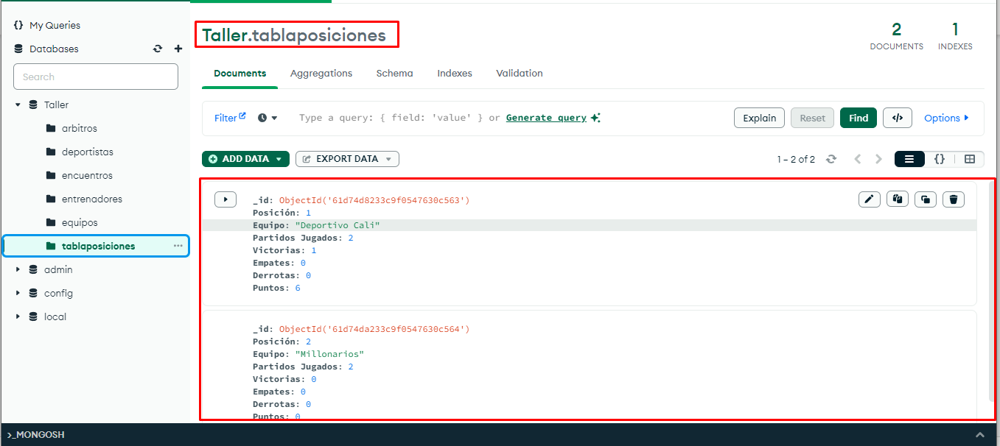 {} My Queries
Databases
Search
Taller
arbitros
deportistas
encuentros
entrenadores
equipos
tablaposiciones
admin
config
local
Taller.tablaposiciones
2
DOCUMENTS
1
INDEXES
Documents Aggregations Schema Indexes Validation
Filter Type a query: { field: 'value' } or Generate query Explain Reset Find </> Options
ADD DATA EXPORT DATA 1 – 2 of 2 {}
_id: ObjectId('61d74d8233c9f0547630c563')
Posición: 1
Equipo: "Deportivo Cali"
Partidos Jugados: 2
Victorias: 1
Empates: 0
Derrotas: 0
Puntos: 6
_id: ObjectId('61d74da233c9f0547630c564')
Posición: 2
Equipo: "Millonarios"
Partidos Jugados: 2
Victorias: 0
Empates: 0
Derrotas: 0
Puntos: 0
>_MONGOSH